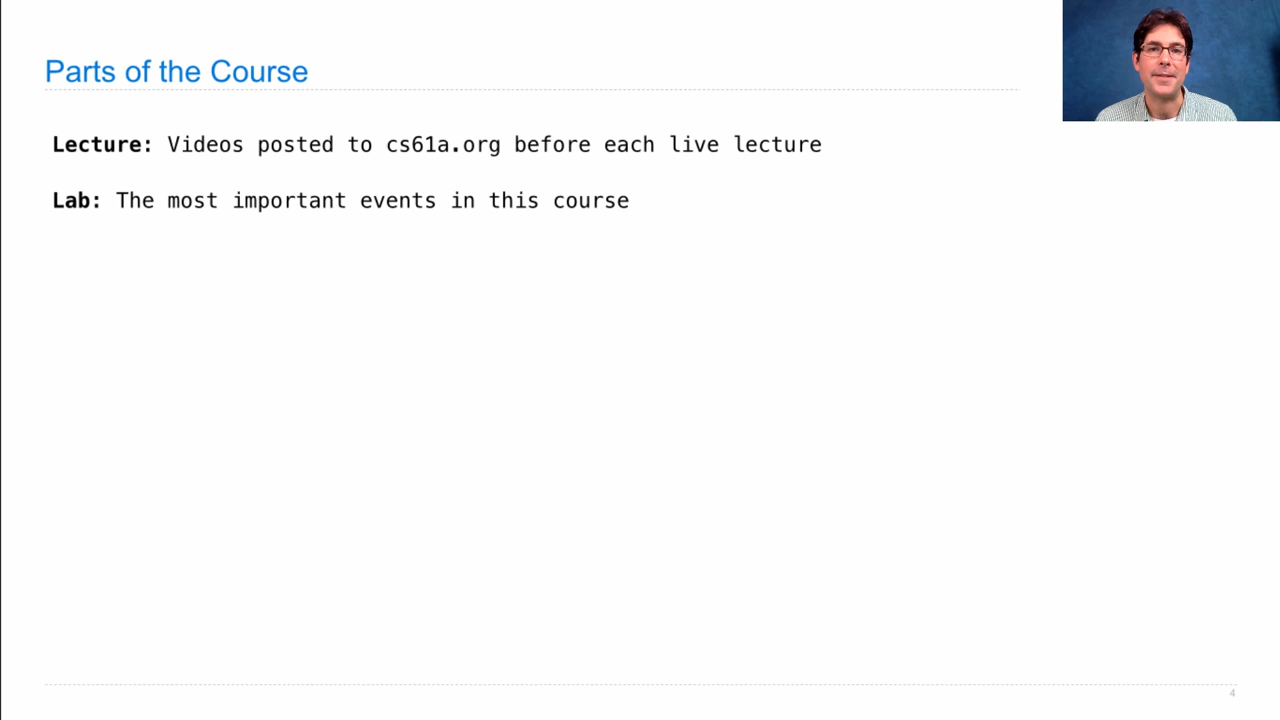 Parts of the Course
Lecture: Videos posted to cs61a.org before each live lecture
Lab: The most important events in this course
4